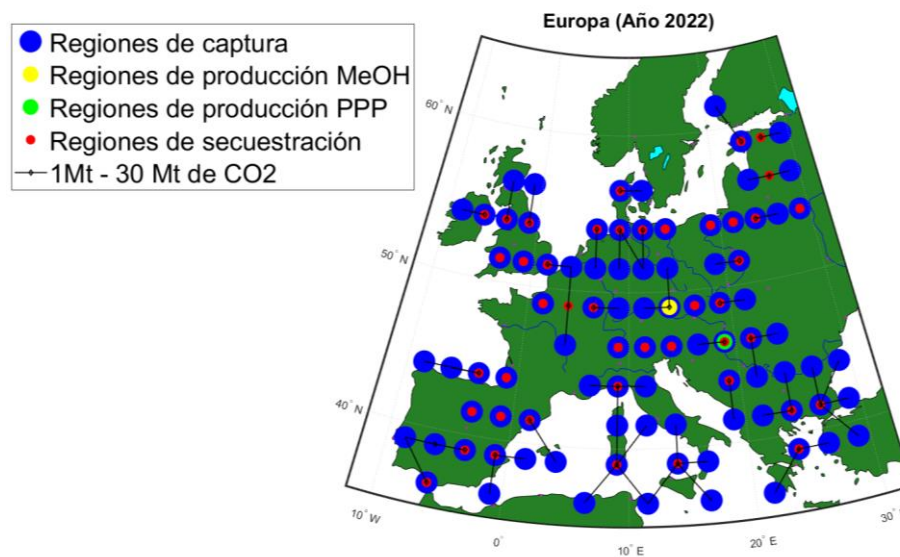 Europa (Año 2022)
Regiones de captura
Regiones de producción MeOH
Regiones de producción PPP
Regiones de secuestración
1Mt - 30 Mt de CO2
60° N
50° N
40° N
10° W
0°
10° E
20° E
30° E